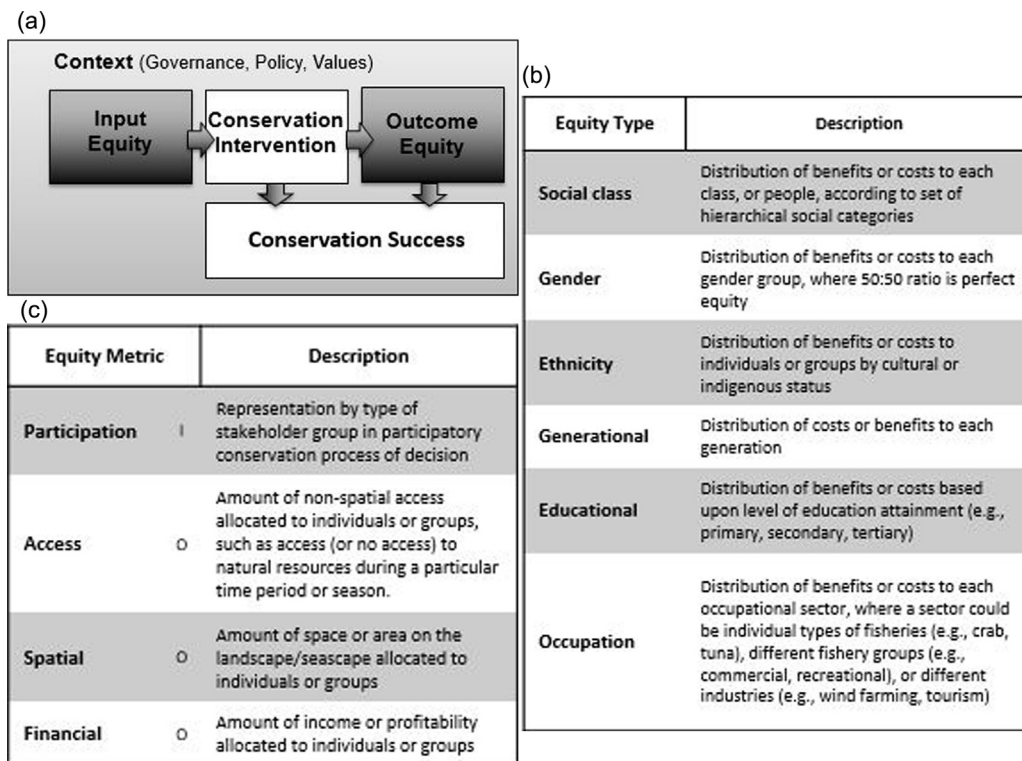 (a)
Context (Governance, Policy, Values)
Input
Equity
Conservation
Intervention
Outcome
Equity
Conservation Success
(b)
Equity Type
Description
Social class
Distribution of benefits or costs to each
class, or people, according to set of
hierarchical social categories
Gender
Distribution of benefits or costs to each
gender group, where 50:50 ratio is perfect
equity
Ethnicity
Distribution of benefits or costs to
individuals or groups by cultural or
indigenous status
Generational
Distribution of costs or benefits to each
generation
Educational
Distribution of benefits or costs based
upon level of education attainment (e.g.,
primary, secondary, tertiary)
Occupation
Distribution of benefits or costs to each
occupational sector, where a sector could
be individual types of fisheries (e.g., crab,
tuna), different fishery groups (e.g.,
commercial, recreational), or different
industries (e.g., wind farming, tourism)
(c)
Equity Metric
Description
Participation I
Representation by type of
stakeholder group in participatory
conservation process of decision
Access O
Amount of non-spatial access
allocated to individuals or groups,
such as access (or no access) to
natural resources during a particular
time period or season.
Spatial O
Amount of space or area on the
landscape/seascape allocated to
individuals or groups
Financial O
Amount of income or profitability
allocated to individuals or groups